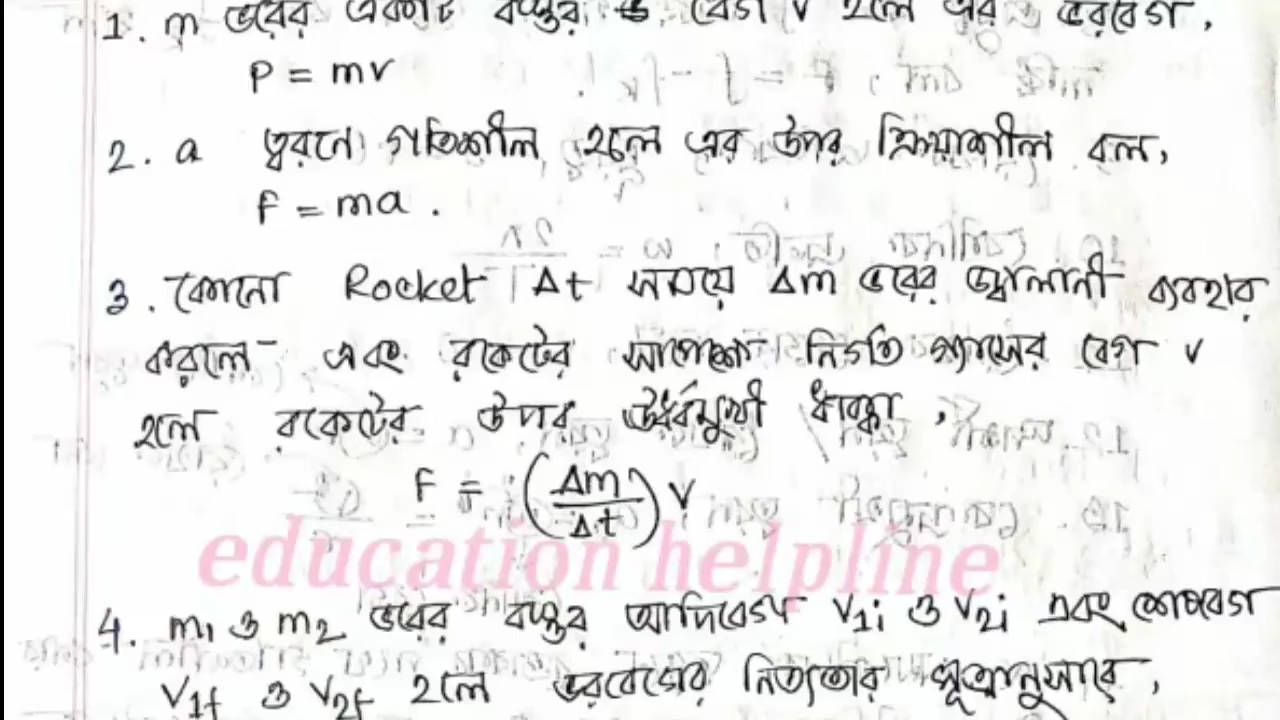 1. m ভরের একটি বস্তুর বেগ v হলে এর ভরবেগ,
P = mv
2. a ত্বরনে গতিশীল হলে এর উপর ক্রিয়াশীল বল,
F = ma .
3. কোনো Rocket Δt সময়ে Δm ভরের জ্বালানী ব্যবহার
করলে এবং রকেটের সাপেক্ষে নির্গত গ্যাসের বেগ v
হলে রকেটের উপর ঊর্ধ্বমুখী ধাক্কা ,
F = (Δm/Δt) v
education helpline
4. m1 ও m2 ভরের বস্তুর আদিবেগ v1i ও v2i এবং শেষবেগ
v1f ও v2f হলে ভরবেগের নিত্যতার সূত্রানুসারে,